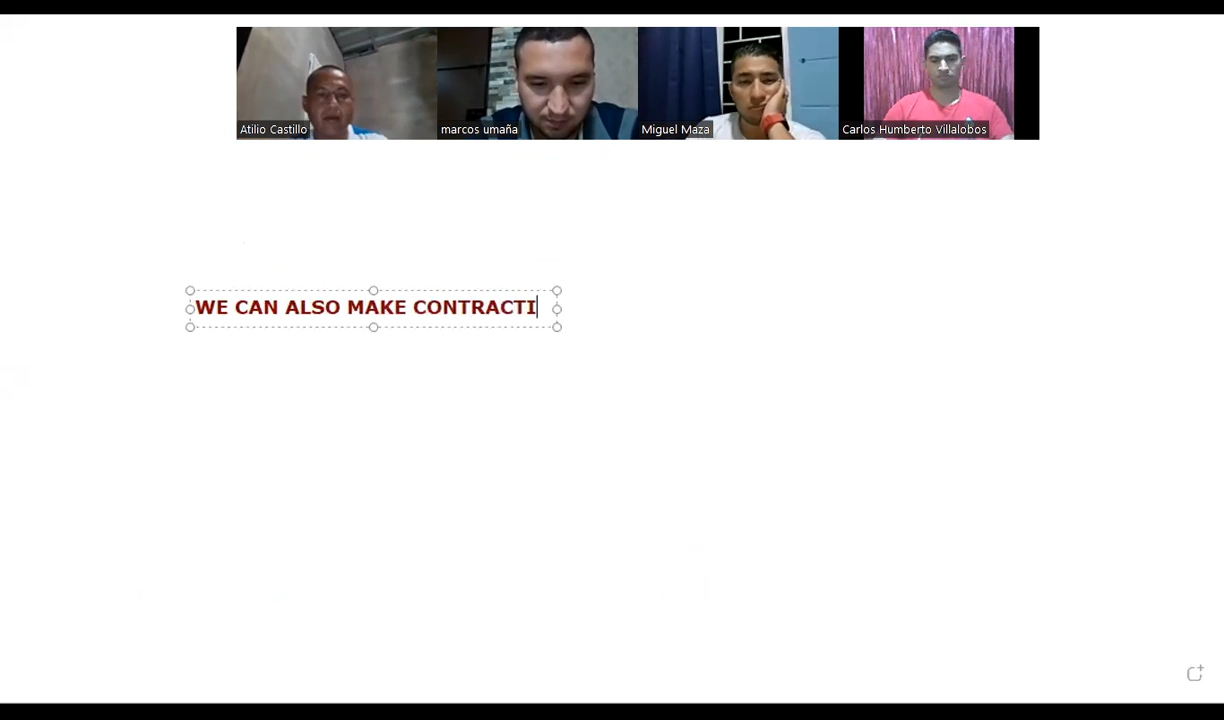 Atilio Castillo
marcos umaña
Miguel Maza
Carlos Humberto Villalobos
WE CAN ALSO MAKE CONTRACTI